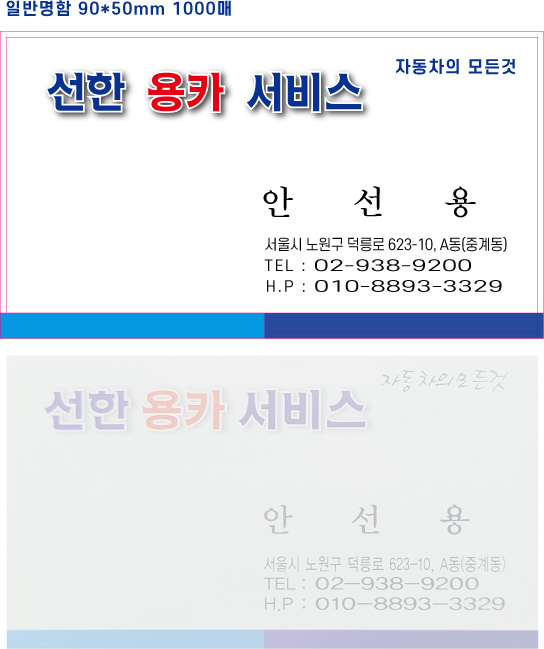 일반명함 90*50mm 1000매
자동차의 모든것
선한 용카 서비스
안 선 용
서울시 노원구 덕릉로 623-10, A동(중계동)
TEL : 02-938-9200
H.P : 010-8893-3329
자동차의모든것
선한 용카 서비스
안 선 용
서울시 노원구 덕릉로 623-10, A동(중계동)
TEL : 02-938-9200
H.P : 010-8893-3329